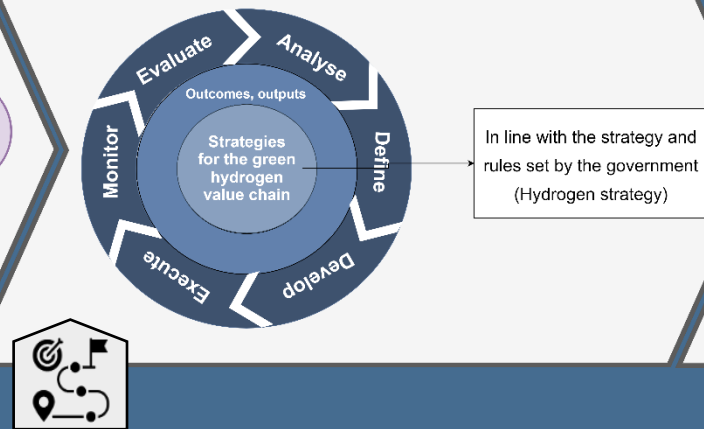 Evaluate
Analyse
Define
Develop
Execute
Monitor
Outcomes, outputs
Strategies
for the green
hydrogen
value chain
In line with the strategy and
rules set by the government
(Hydrogen strategy)